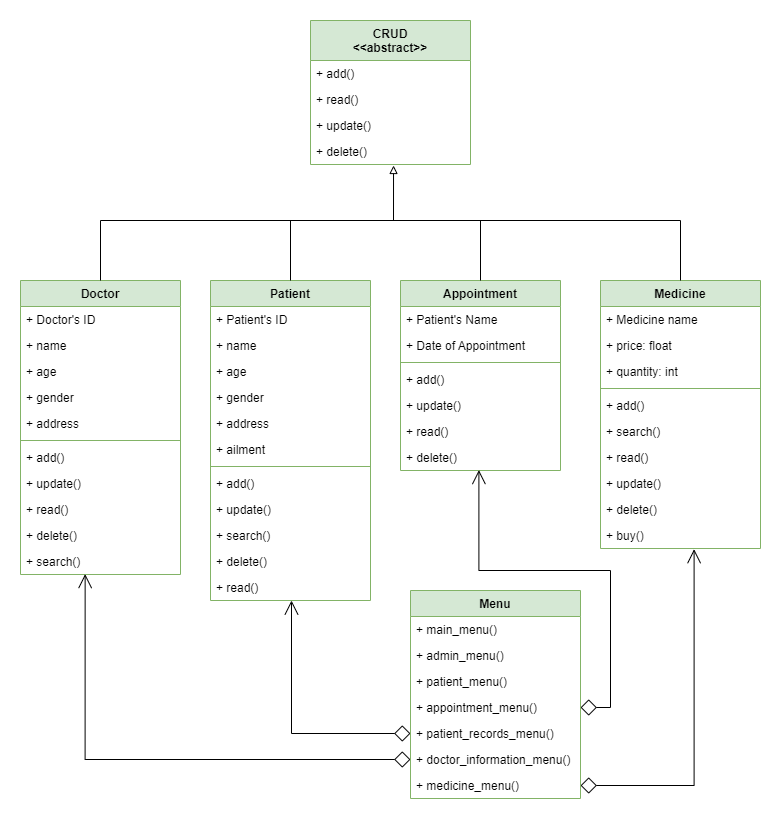 CRUD
<<abstract>>
+ add()
+ read()
+ update()
+ delete()
Doctor
+ Doctor's ID
+ name
+ age
+ gender
+ address
+ add()
+ update()
+ read()
+ delete()
+ search()
Patient
+ Patient's ID
+ name
+ age
+ gender
+ address
+ ailment
+ add()
+ update()
+ search()
+ delete()
+ read()
Appointment
+ Patient's Name
+ Date of Appointment
+ add()
+ update()
+ read()
+ delete()
Medicine
+ Medicine name
+ price: float
+ quantity: int
+ add()
+ search()
+ read()
+ update()
+ delete()
+ buy()
Menu
+ main_menu()
+ admin_menu()
+ patient_menu()
+ appointment_menu()
+ patient_records_menu()
+ doctor_information_menu()
+ medicine_menu()